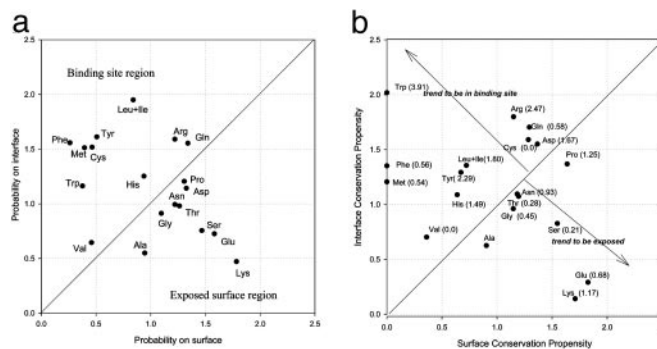 a
2.5
2.0
1.5
1.0
0.5
0.0
Probability on interface
Binding site region
Leu+Ile
Phe
Tyr
Met
Cys
Arg
Gln
Trp
His
Pro
Asp
Asn
Thr
Gly
Val
Ala
Ser
Glu
Lys
Exposed surface region
0.0 0.5 1.0 1.5 2.0 2.5
Probability on surface
b
2.5
2.0
1.5
1.0
0.5
0.0
Interface Conservation Propensity
Trp (3.91)
trend to be in binding site
Arg (2.47)
Gln (0.58)
Cys (0.0)
Asp (1.67)
Pro (1.25)
Phe (0.56)
Leu+Ile(1.60)
Tyr( 2.29)
Met (0.54)
His (1.49)
Asn (0.93)
Thr (0.28)
Gly (0.45)
Val (0.0)
Ala
Ser (0.21)
trend to be exposed
Glu (0.68)
Lys (1.17)
0.0 0.5 1.0 1.5 2.0 2.5
Surface Conservation Propensity